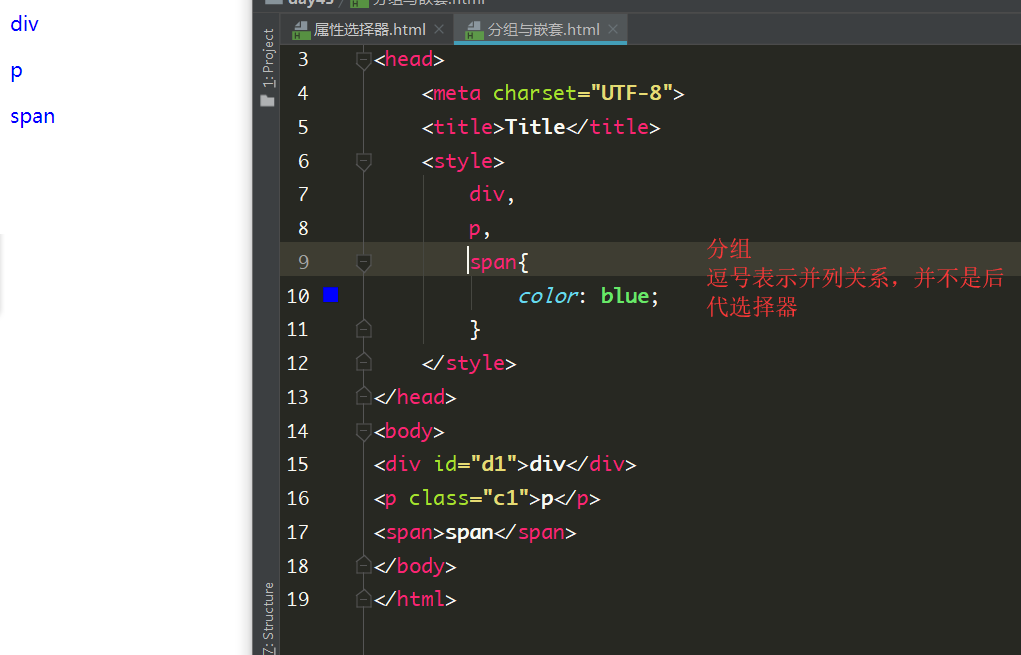 div
p
span
day43
分组与嵌套.html
属性选择器.html
分组与嵌套.html
1: Project
3 <head>
4 <meta charset="UTF-8">
5 <title>Title</title>
6 <style>
7 div,
8 p,
9 span{
10 color: blue;
11 }
12 </style>
13 </head>
14 <body>
15 <div id="d1">div</div>
16 <p class="c1">p</p>
17 <span>span</span>
18 </body>
19 </html>
分组
逗号表示并列关系，并不是后
代选择器
7: Structure